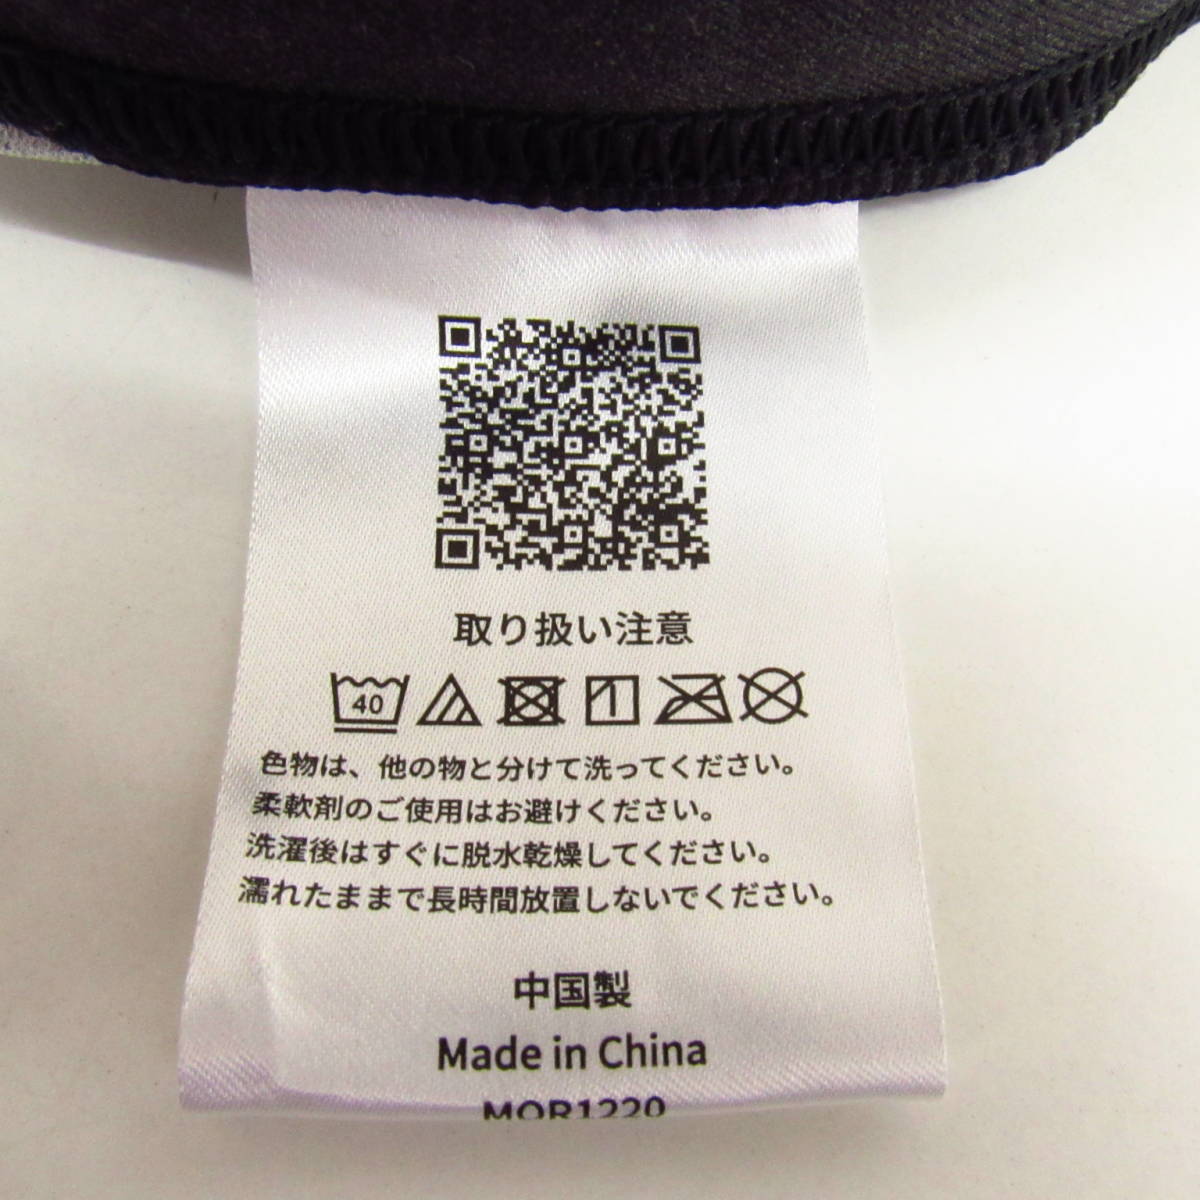 取り扱い注意
40
色物は、他の物と分けて洗ってください。
柔軟剤のご使用はお避けください。
洗濯後はすぐに脱水乾燥してください。
濡れたままで長時間放置しないでください。
中国製
Made in China
MOR1220